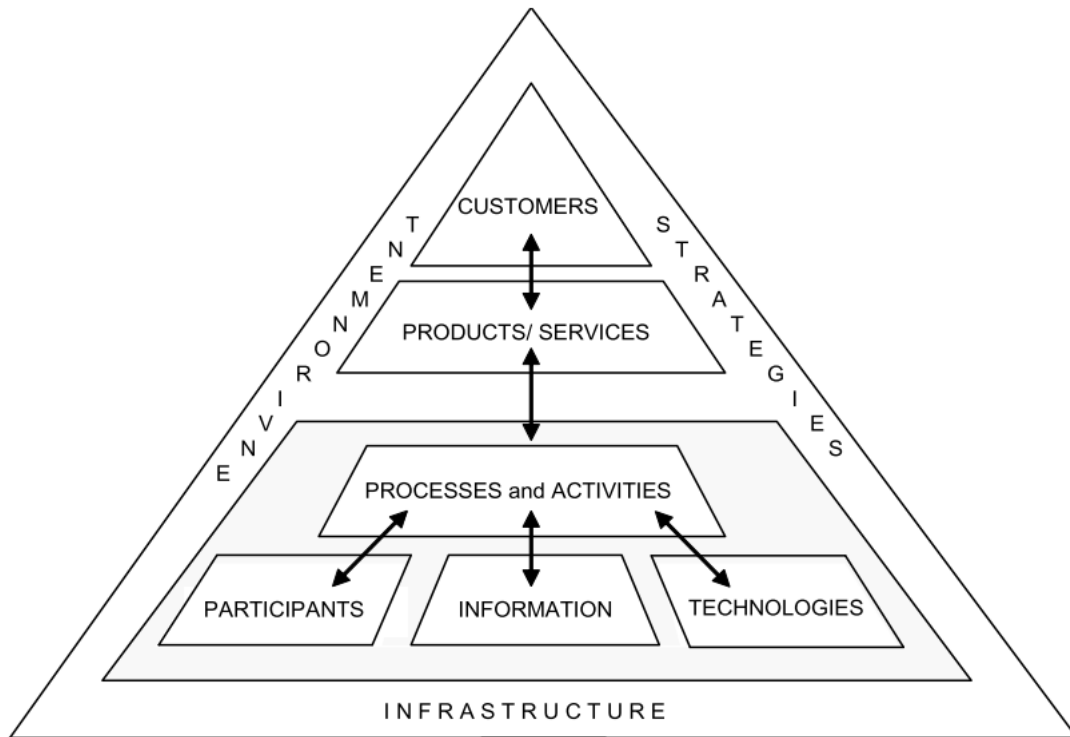 CUSTOMERS
ENVIRONMENT
STRATEGIES
PRODUCTS/ SERVICES
PROCESSES and ACTIVITIES
PARTICIPANTS
INFORMATION
TECHNOLOGIES
INFRASTRUCTURE